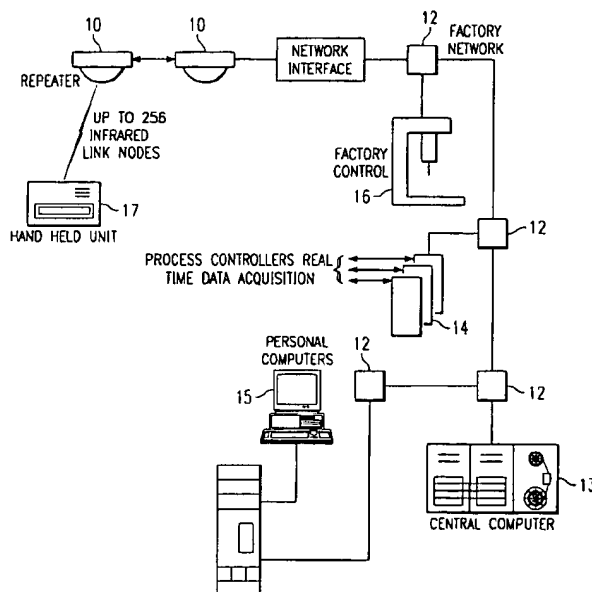 10
10
12
FACTORY
NETWORK
REPEATER
NETWORK
INTERFACE
UP TO 256
INFRARED
LINK NODES
FACTORY
CONTROL
16
17
HAND HELD UNIT
12
PROCESS CONTROLLERS REAL
TIME DATA ACQUISITION
14
PERSONAL
COMPUTERS
12
15
12
13
CENTRAL COMPUTER